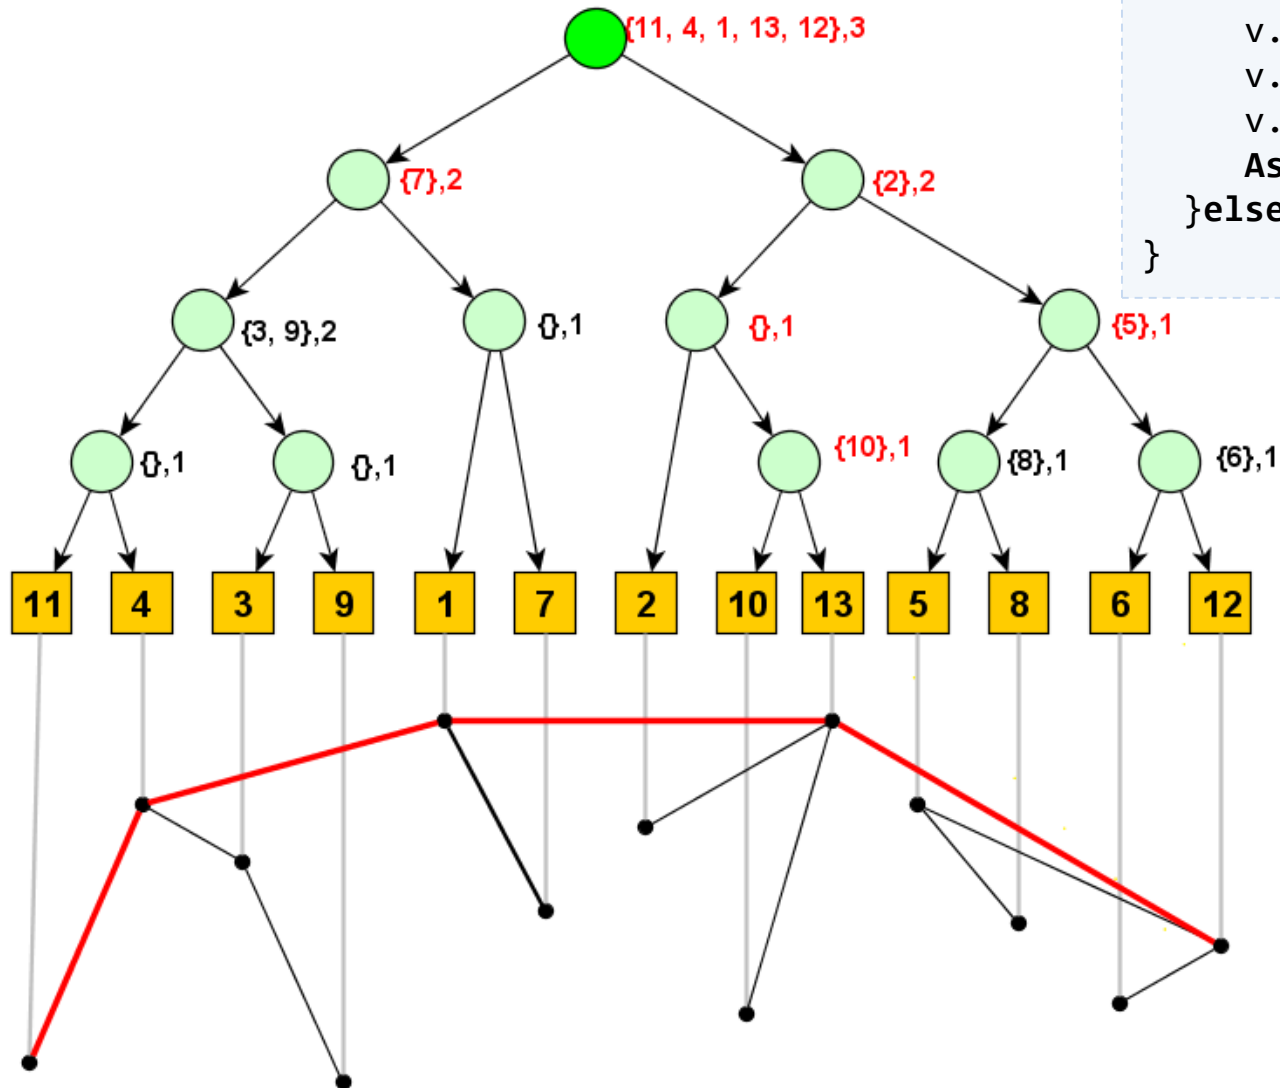 {11, 4, 1, 13, 12},3
v.
v.
v.
As
}else
}
{7},2
{2},2
{3, 9},2
{},1
{},1
{5},1
{},1
{},1
{10},1
{8},1
{6},1
11 4 3 9 1 7 2 10 13 5 8 6 12